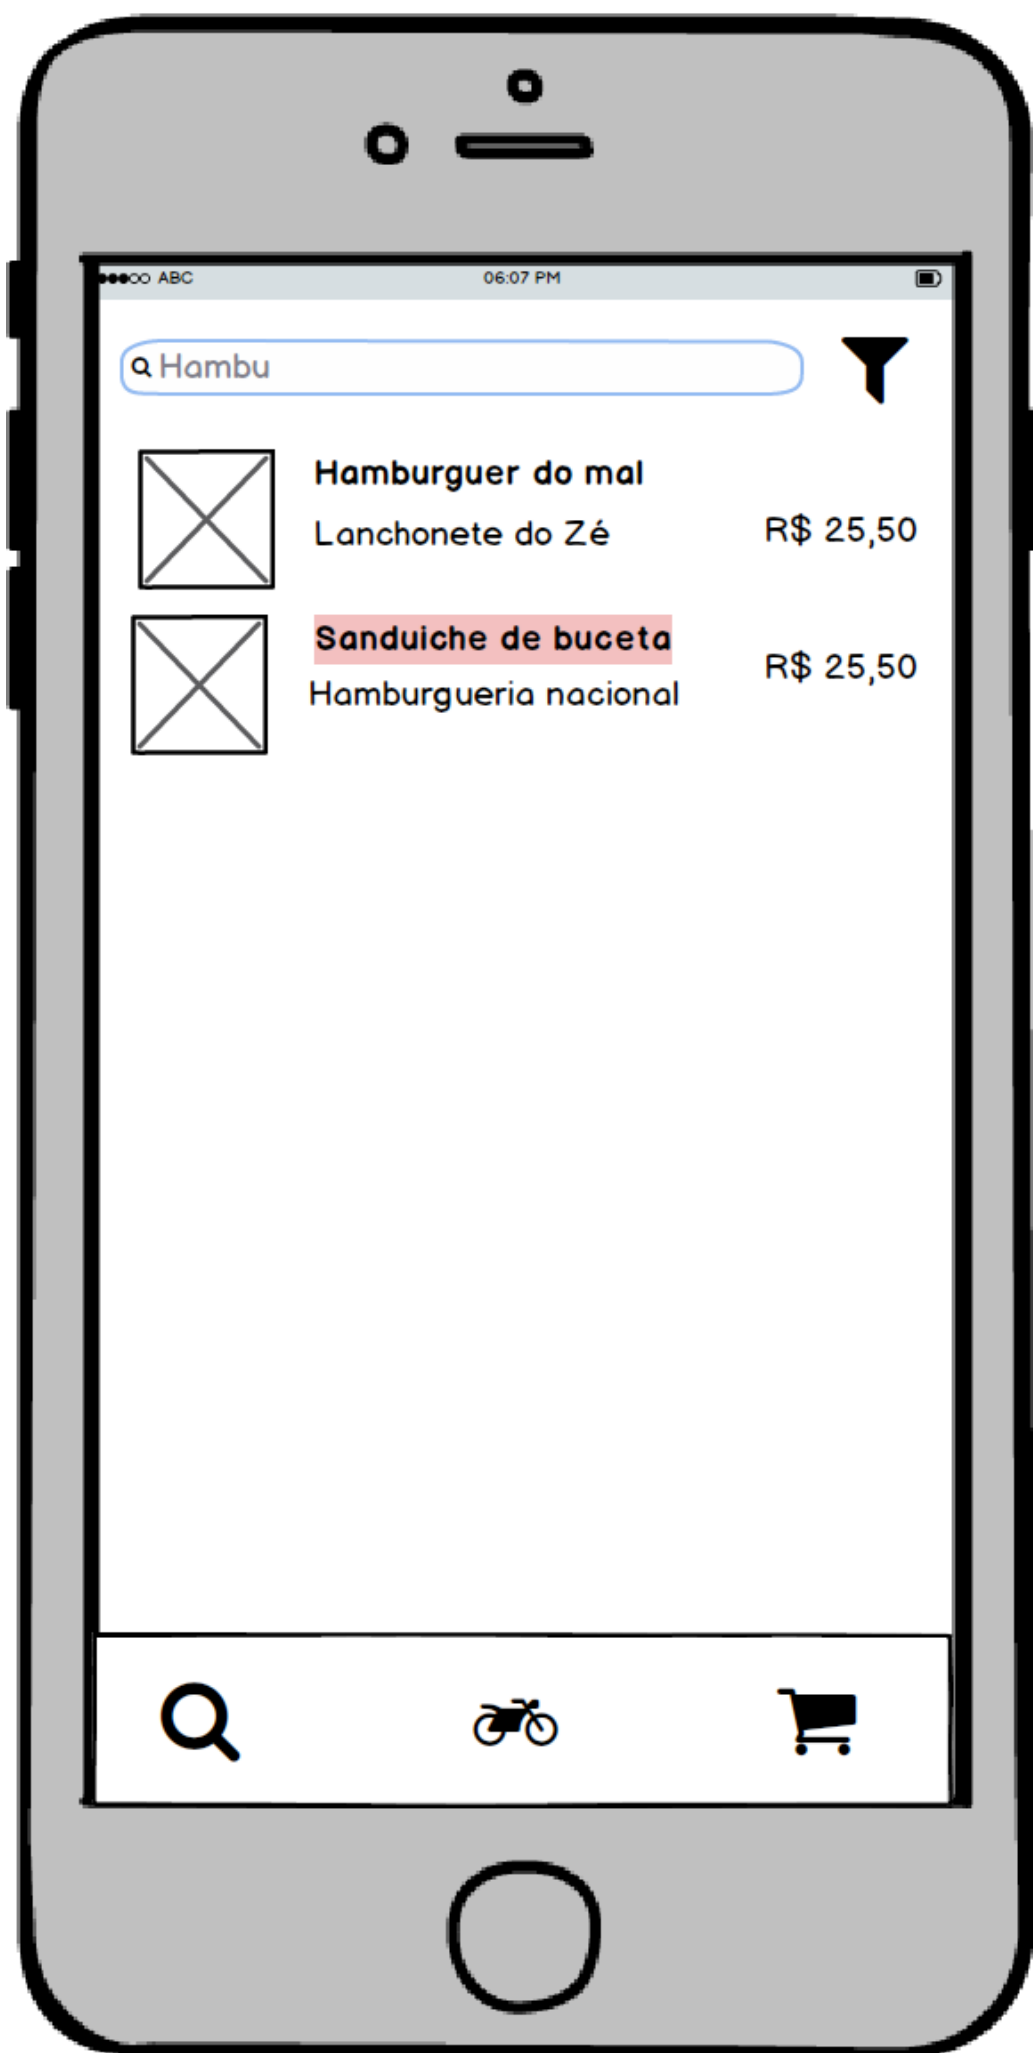 ABC
06:07 PM
Hambu
Hamburguer do mal
Lanchonete do Zé
R$ 25,50
Sanduiche de buceta
Hamburgueria nacional
R$ 25,50